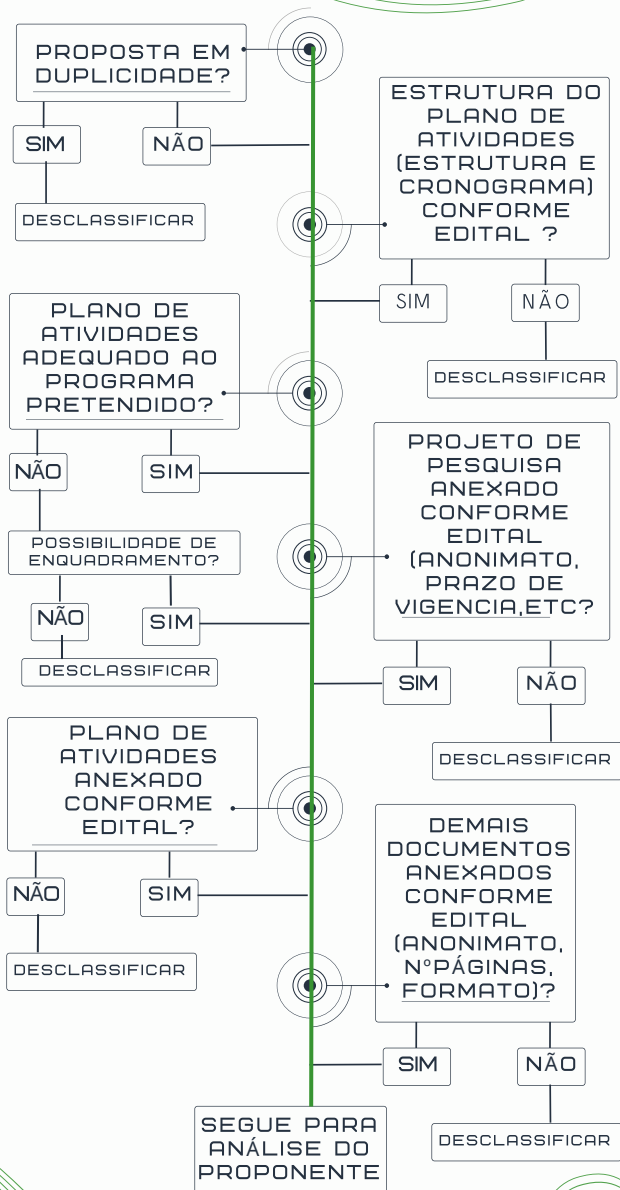 PROPOSTA EM
DUPLICIDADE?
SIM
NÃO
DESCLASSIFICAR
ESTRUTURA DO
PLANO DE
ATIVIDADES
(ESTRUTURA E
CRONOGRAMA)
CONFORME
EDITAL ?
SIM
NÃO
DESCLASSIFICAR
PLANO DE
ATIVIDADES
ADEQUADO AO
PROGRAMA
PRETENDIDO?
NÃO
SIM
POSSIBILIDADE DE
ENQUADRAMENTO?
NÃO
SIM
DESCLASSIFICAR
PROJETO DE
PESQUISA
ANEXADO
CONFORME
EDITAL
(ANONIMATO,
PRAZO DE
VIGENCIA,ETC?
SIM
NÃO
DESCLASSIFICAR
PLANO DE
ATIVIDADES
ANEXADO
CONFORME
EDITAL?
NÃO
SIM
DESCLASSIFICAR
DEMAIS
DOCUMENTOS
ANEXADOS
CONFORME
EDITAL
(ANONIMATO,
NºPÁGINAS,
FORMATO)?
SIM
NÃO
DESCLASSIFICAR
SEGUE PARA
ANÁLISE DO
PROPONENTE